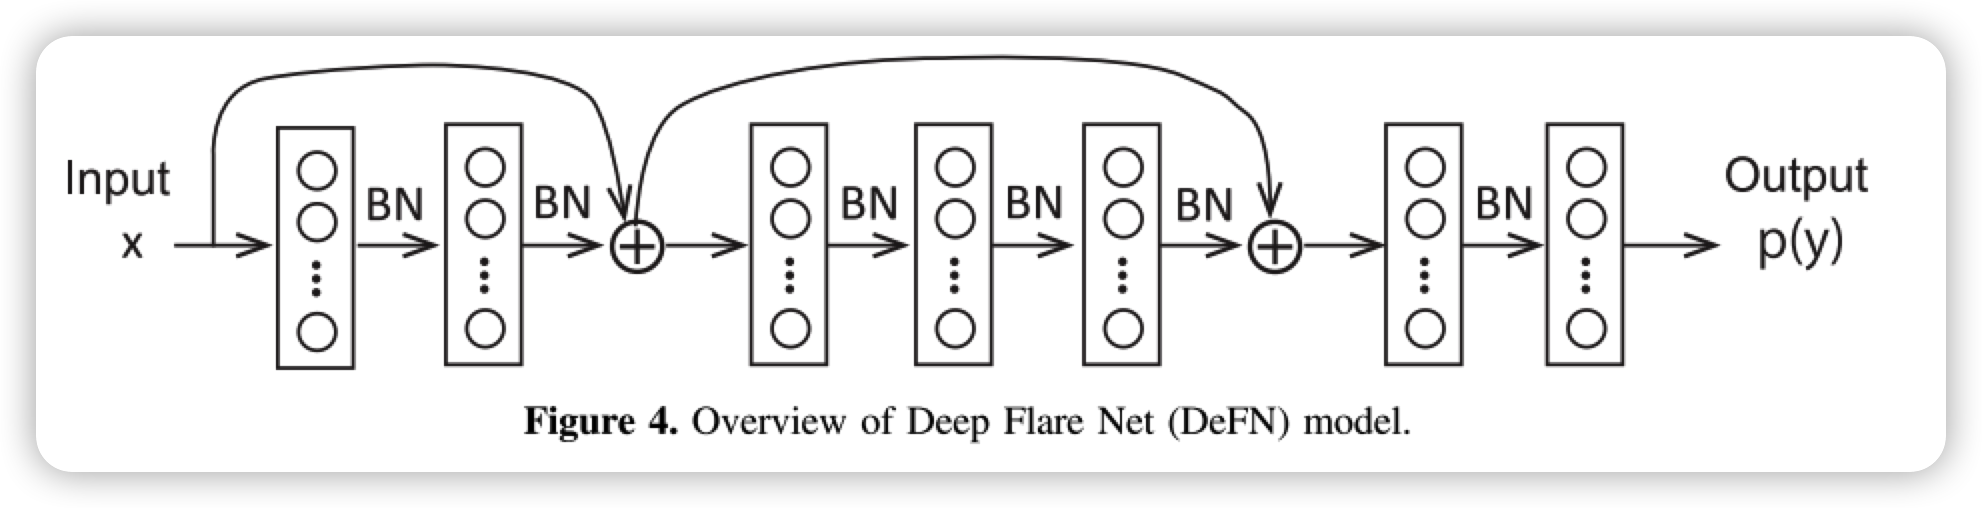 Input
x
BN
BN
BN
BN
BN
BN
Output
p(y)
Figure 4. Overview of Deep Flare Net (DeFN) model.